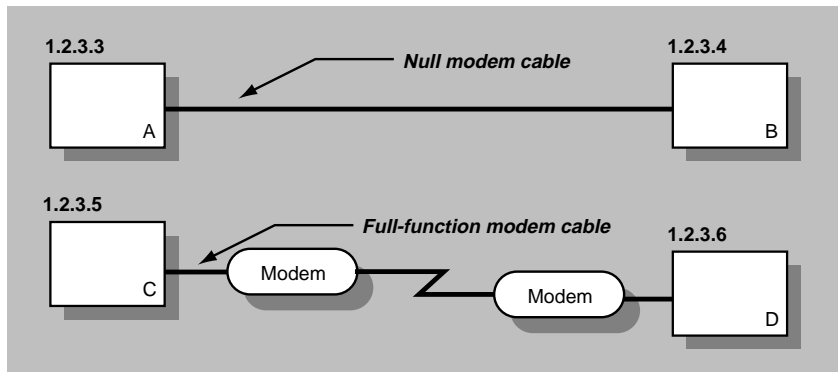 1.2.3.3
1.2.3.4
Null modem cable
A
B
1.2.3.5
Full-function modem cable
1.2.3.6
C
Modem
Modem
D